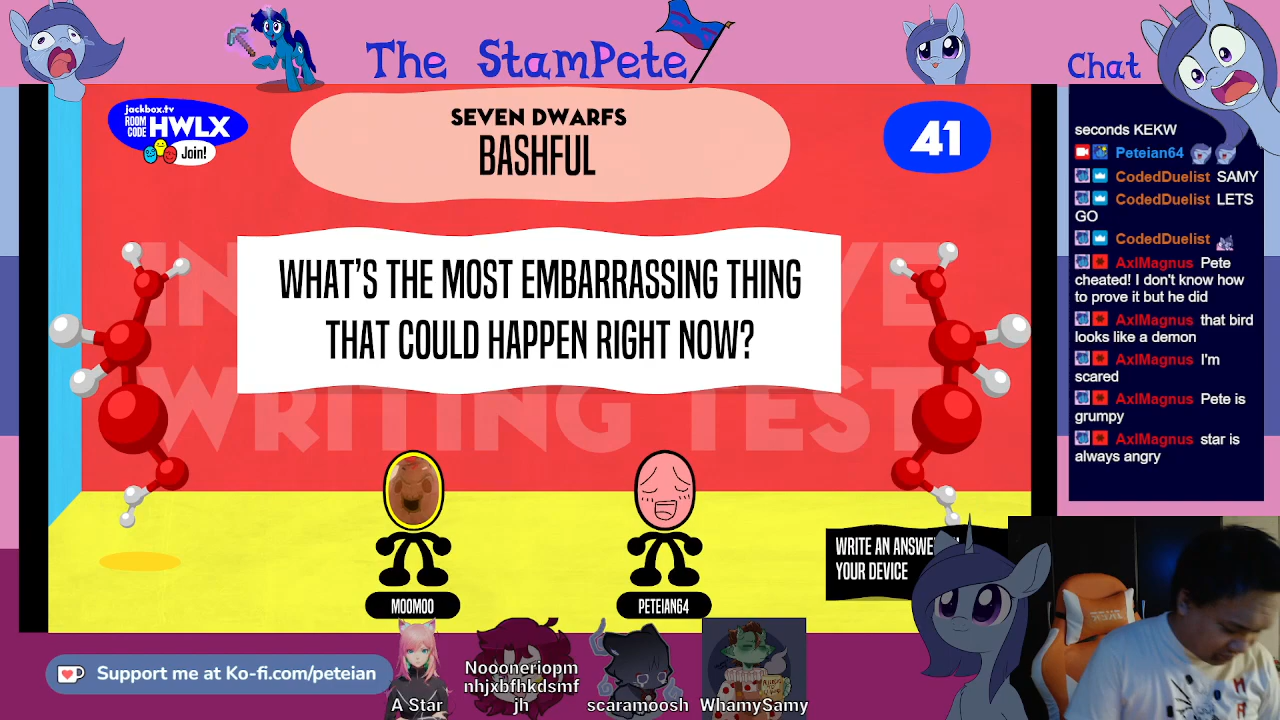 The StamPete
Chat
jackbox.tv
ROOM
CODE
HWLX
Join!
SEVEN DWARFS
BASHFUL
41
WHAT'S THE MOST EMBARRASSING THING
THAT COULD HAPPEN RIGHT NOW?
MOOMOO
PETEIAN64
WRITE AN ANSWE
YOUR DEVICE
Support me at Ko-fi.com/peteian
A Star
Noooneriopm
nhjxbfhkdsmf
jh
scaramoosh
WhamySamy
seconds KEKW
Peteian64
CodedDuelist SAMY
CodedDuelist LETS
GO
CodedDuelist
AxlMagnus Pete
cheated! I don't know how
to prove it but he did
AxlMagnus that bird
looks like a demon
AxlMagnus I'm
scared
AxlMagnus Pete is
grumpy
AxlMagnus star is
always angry